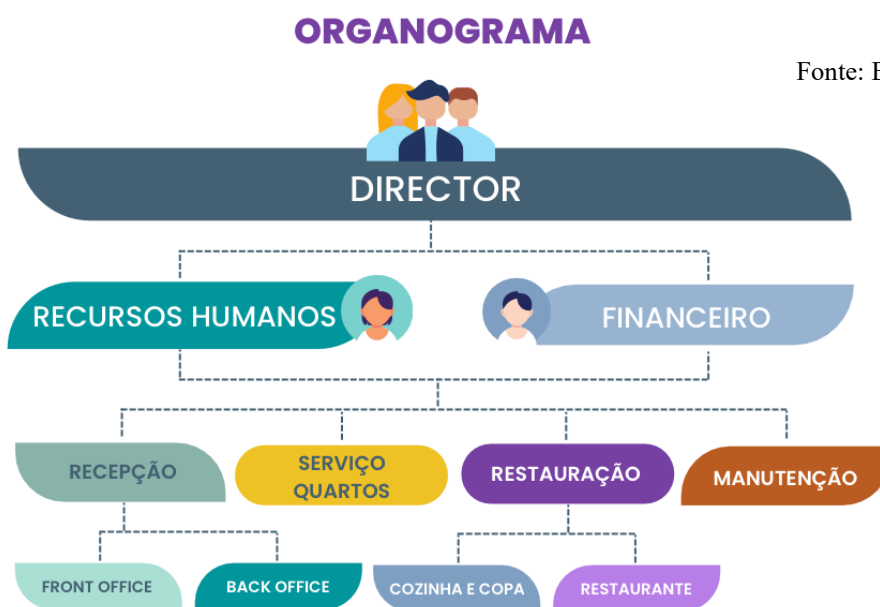 ORGANOGRAMA
Fonte:
DIRECTOR
RECURSOS HUMANOS
FINANCEIRO
RECEPÇÃO
SERVIÇO
QUARTOS
RESTAURAÇÃO
MANUTENÇÃO
FRONT OFFICE
BACK OFFICE
COZINHA E COPA
RESTAURANTE